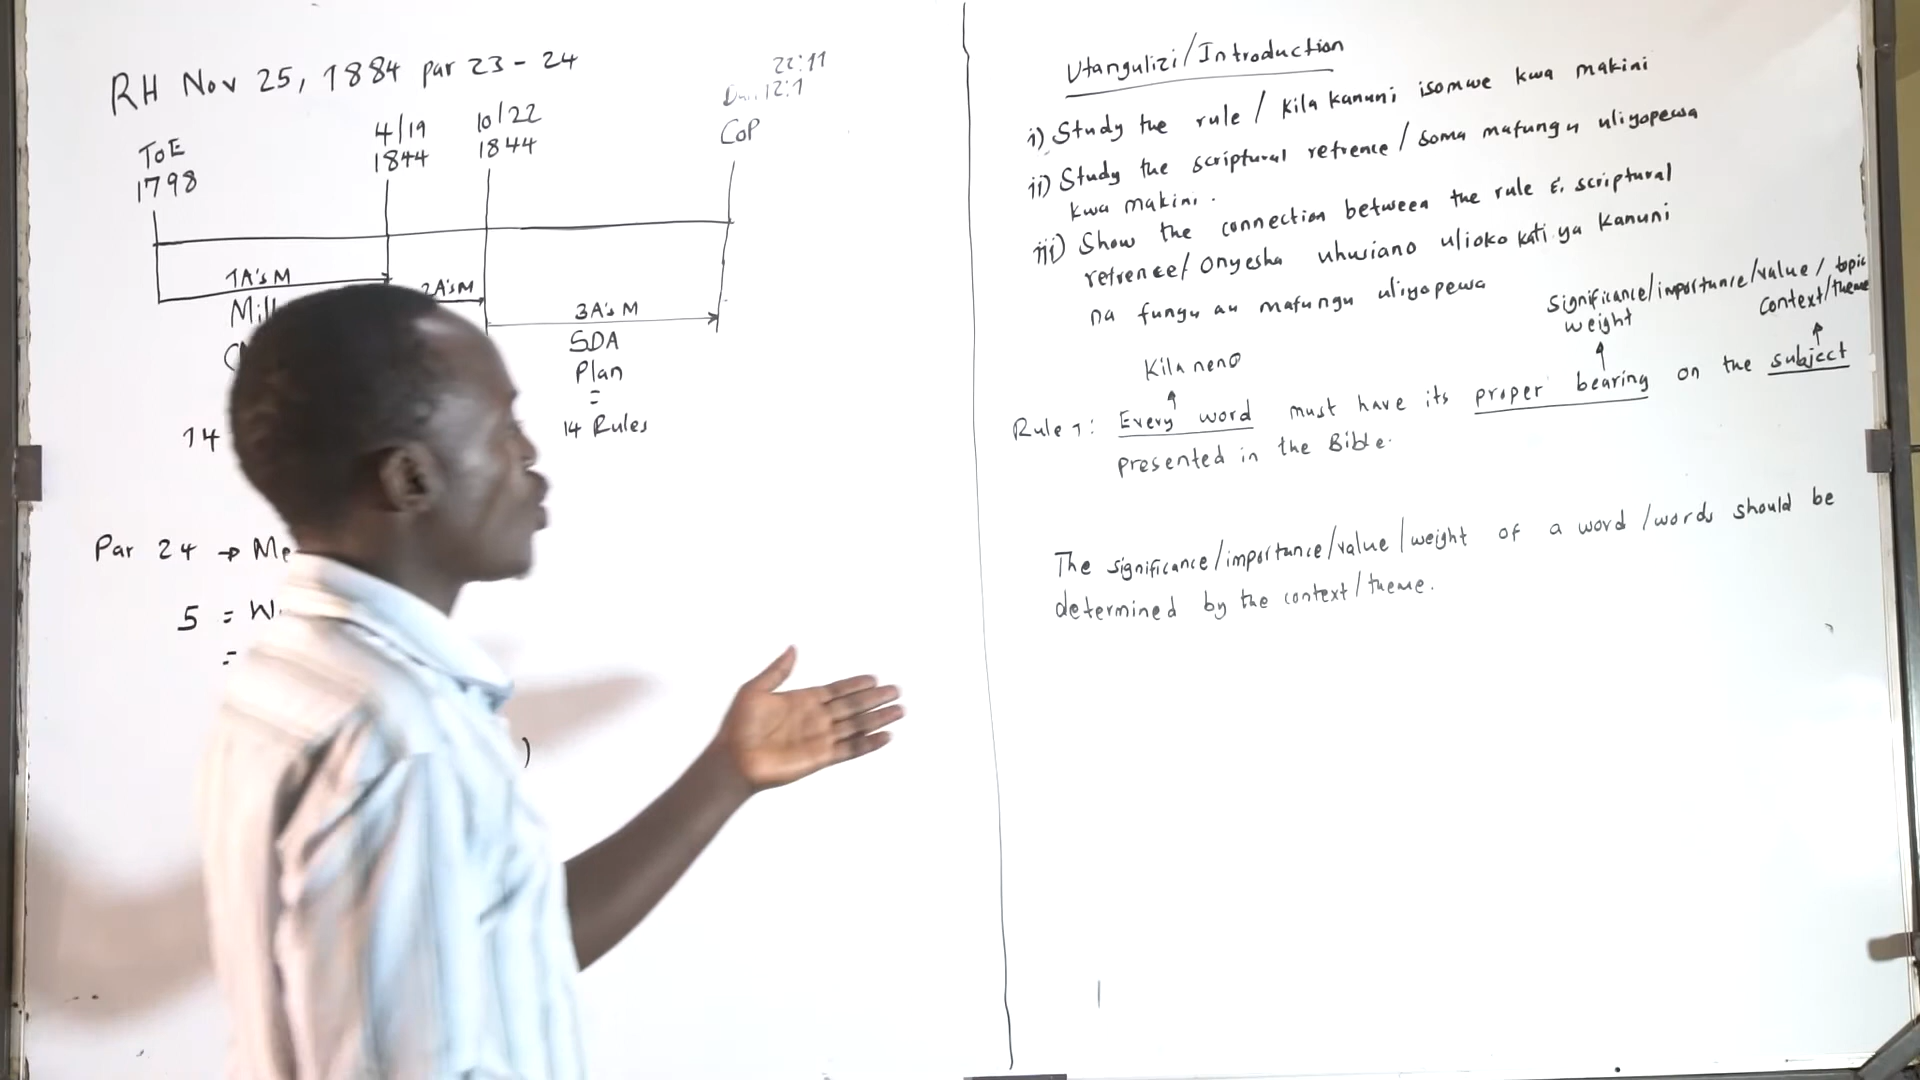 RH Nov 25, 1884 par 23 - 24
22:11
12:1
CoP
ToE
1798
4/19
1844
10/22
1844
1A's M
2A's M
3A's M
SDA
Plan
=
14 Rules
14
Par 24 → Me
5 =
=
)
Utangulizi/Introduction
i) Study the rule / kila kanuni isomwe kwa makini
ii) Study the scriptural refrence / soma mafungu uliyopewa
kwa makini.
iii) Show the connection between the rule & scriptural
refrence/ onyesha uhusiano ulioko kati ya kanuni
na fungu au mafungu uliyopewa
Significance/importance/value/
weight
topic
context/theme
Kila neno
Rule 1: Every word must have its proper bearing on the subject
presented in the Bible.
The significance/importance/value/weight of a word/words should be
determined by the context/theme.